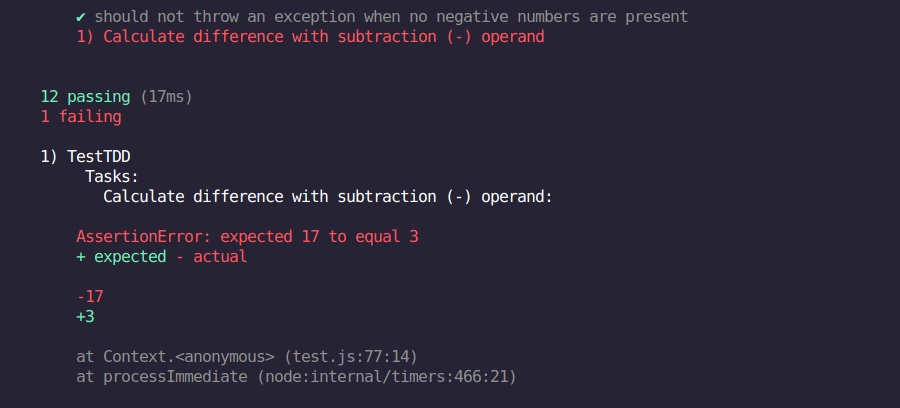 ✔ should not throw an exception when no negative numbers are present
1) Calculate difference with subtraction (-) operand
12 passing (17ms)
1 failing
1) TestTDD
Tasks:
Calculate difference with subtraction (-) operand:
AssertionError: expected 17 to equal 3
+ expected - actual
-17
+3
at Context.<anonymous> (test.js:77:14)
at processImmediate (node:internal/timers:466:21)